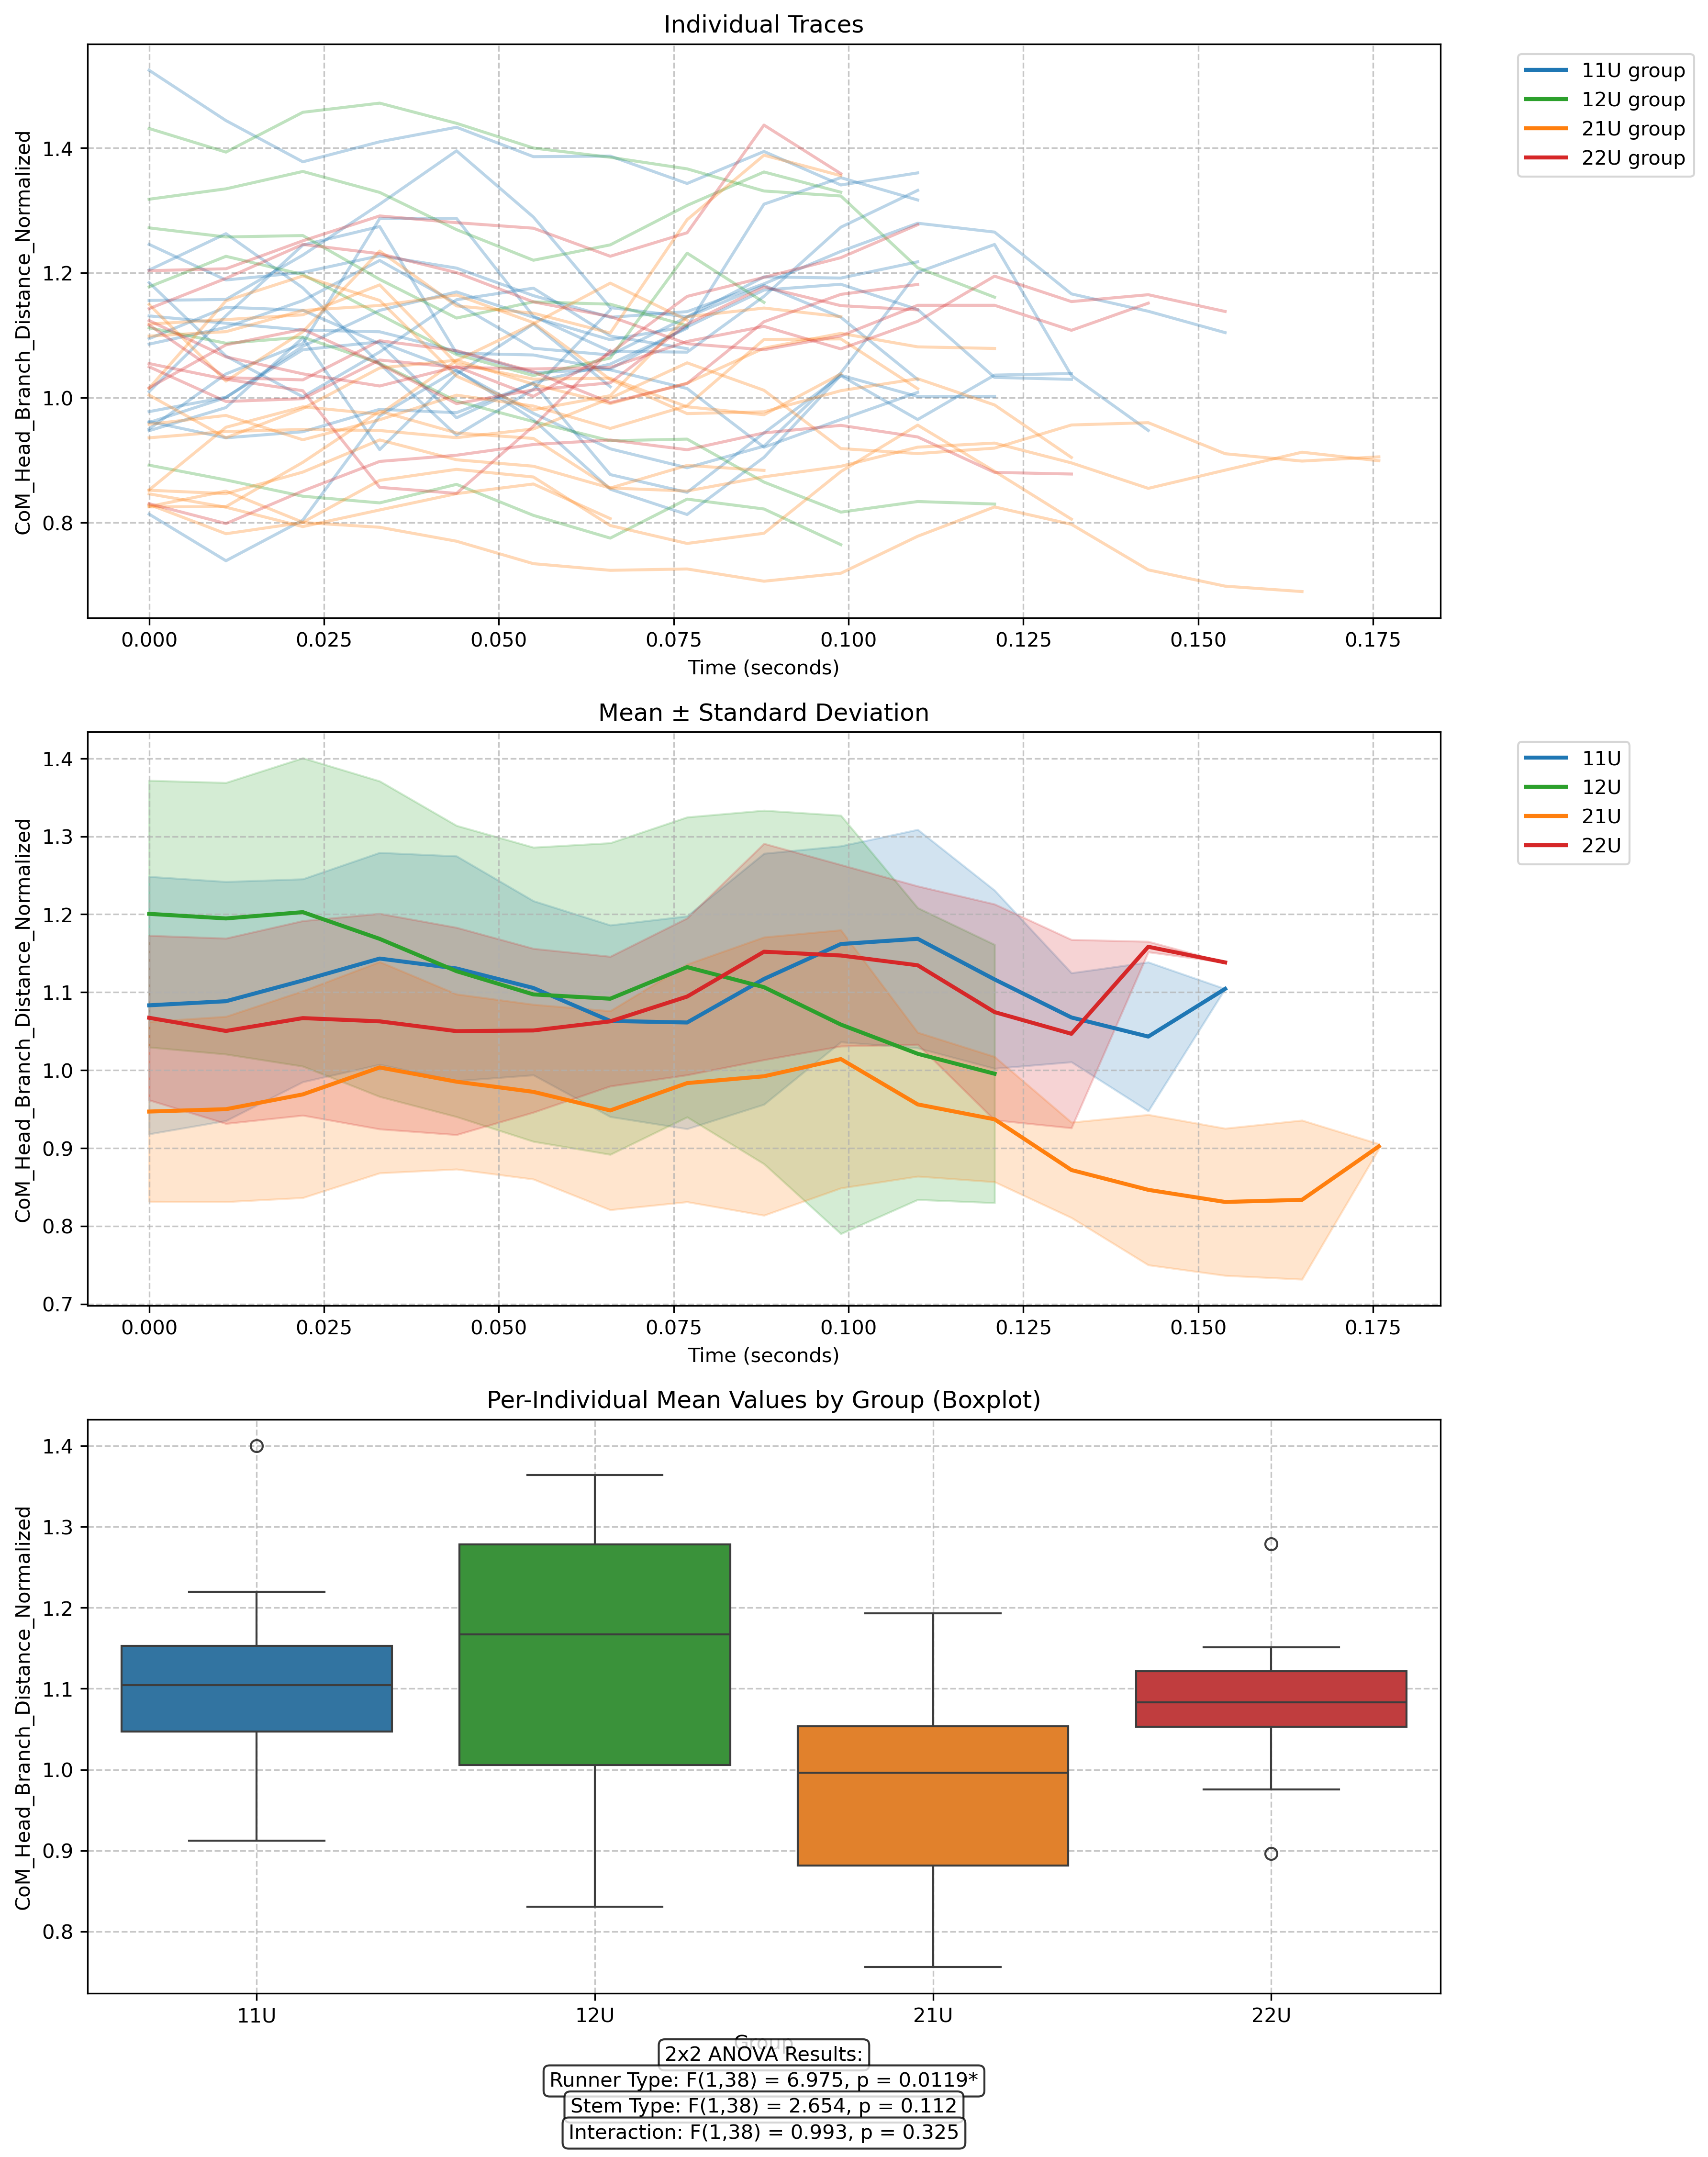 Individual Traces
CoM_Head_Branch_Distance_Normalized
1.4
1.2
1.0
0.8
0.000 0.025 0.050 0.075 0.100 0.125 0.150 0.175
Time (seconds)
11U group
12U group
21U group
22U group
Mean ± Standard Deviation
CoM_Head_Branch_Distance_Normalized
1.4
1.3
1.2
1.1
1.0
0.9
0.8
0.7
0.000 0.025 0.050 0.075 0.100 0.125 0.150 0.175
Time (seconds)
11U
12U
21U
22U
Per-Individual Mean Values by Group (Boxplot)
CoM_Head_Branch_Distance_Normalized
1.4
1.3
1.2
1.1
1.0
0.9
0.8
11U 12U 21U 22U
Group
2x2 ANOVA Results:
Runner Type: F(1,38) = 6.975, p = 0.0119*
Stem Type: F(1,38) = 2.654, p = 0.112
Interaction: F(1,38) = 0.993, p = 0.325